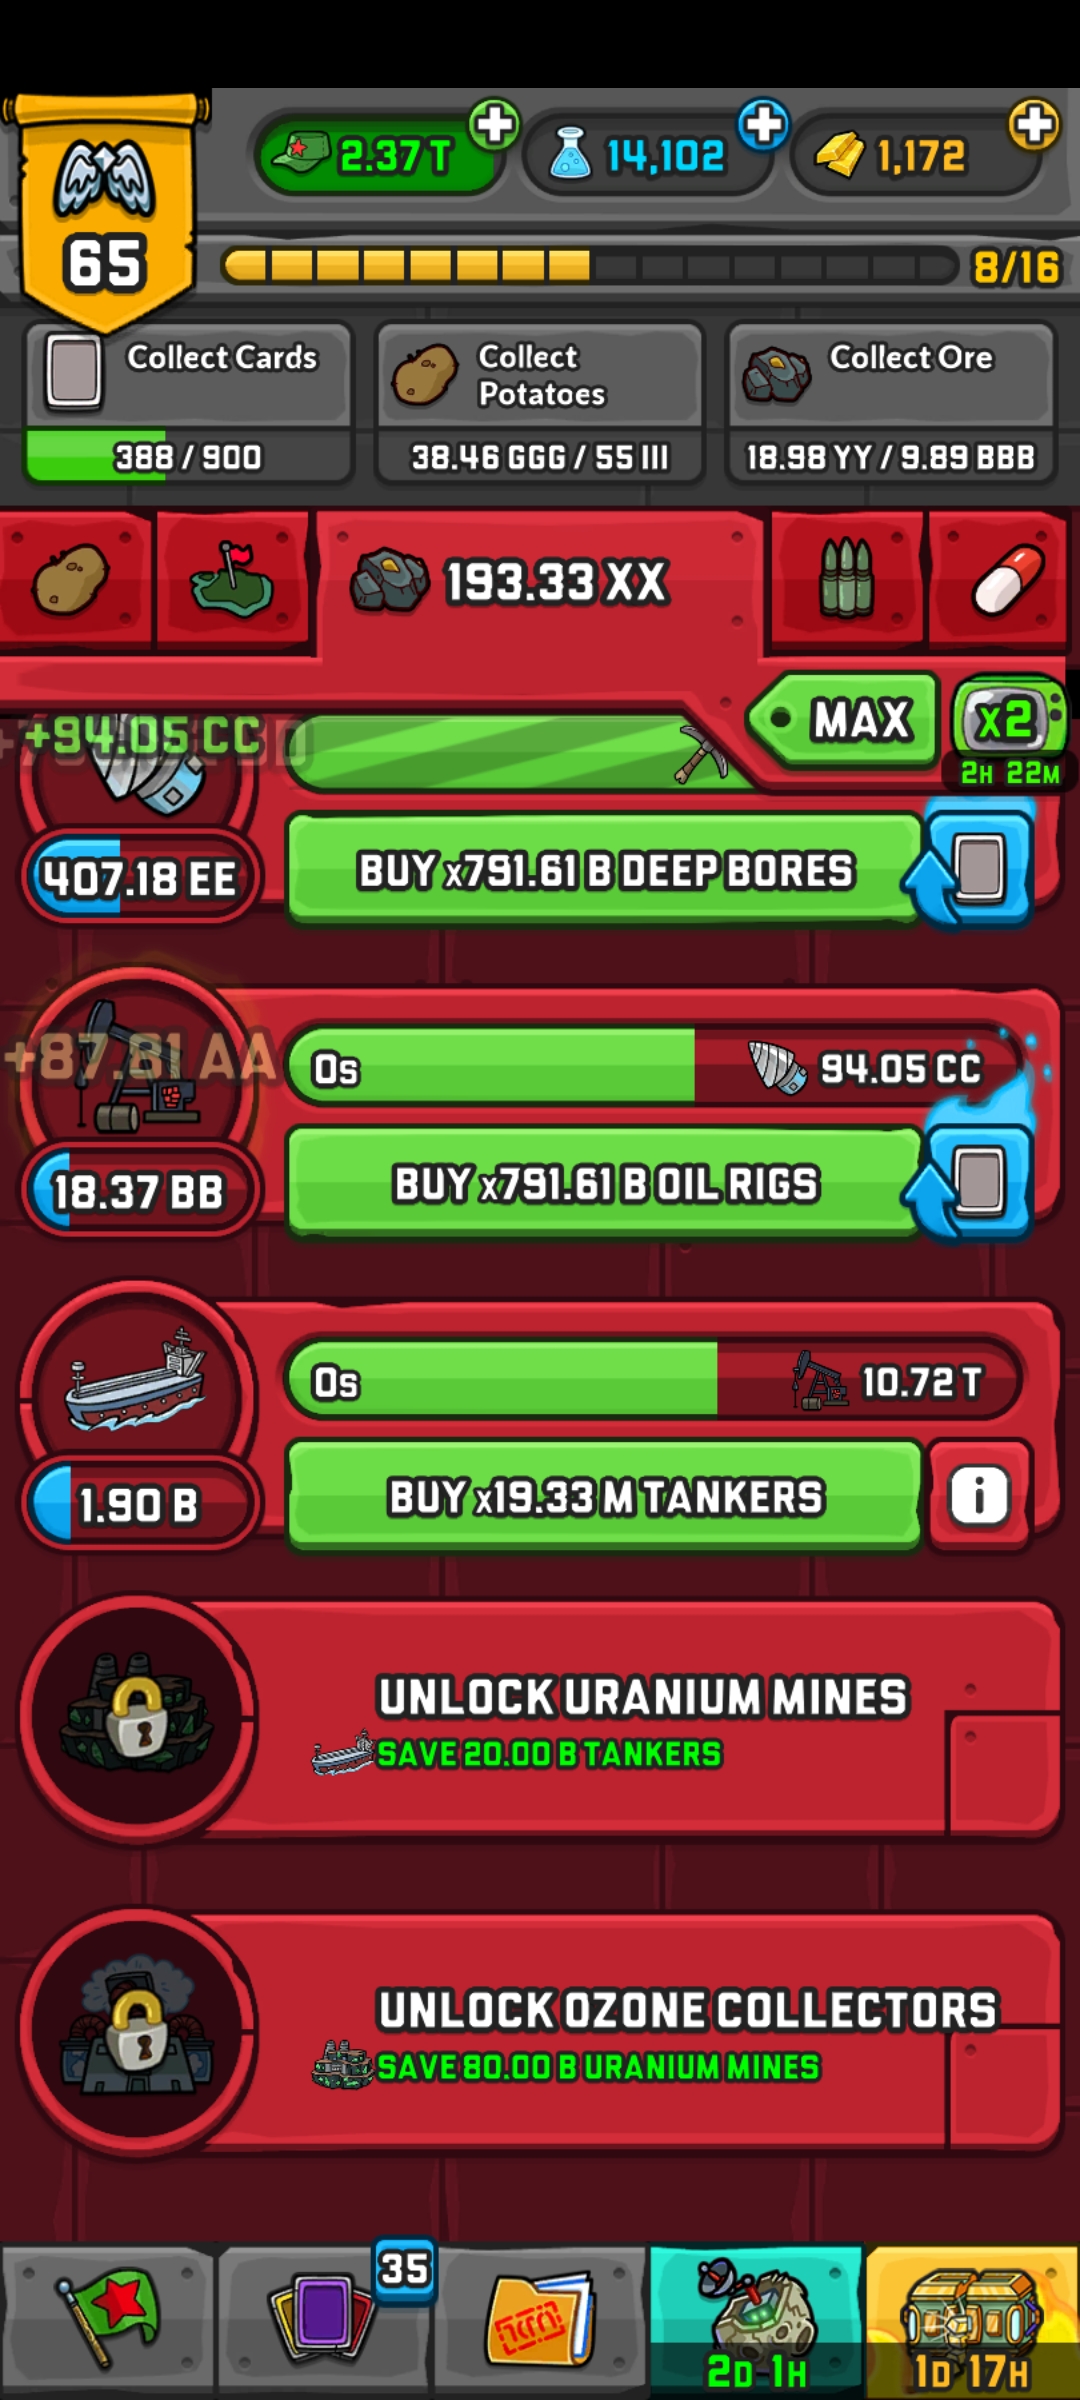 2.37 T
14,102
1,172
65
8/16
Collect Cards
388 / 900
Collect
Potatoes
38.46 GGG / 55 III
Collect Ore
18.98 YY / 9.89 BBB
193.33 XX
MAX
x2
2H 22M
+94.05 CC
407.18 EE
BUY x791.61 B DEEP BORES
+87.81 AA
0s
94.05 CC
18.37 BB
BUY x791.61 B OIL RIGS
0s
10.72 T
1.90 B
BUY x19.33 M TANKERS
i
UNLOCK URANIUM MINES
SAVE 20.00 B TANKERS
UNLOCK OZONE COLLECTORS
SAVE 80.00 B URANIUM MINES
35
2D 1H
1D 17H